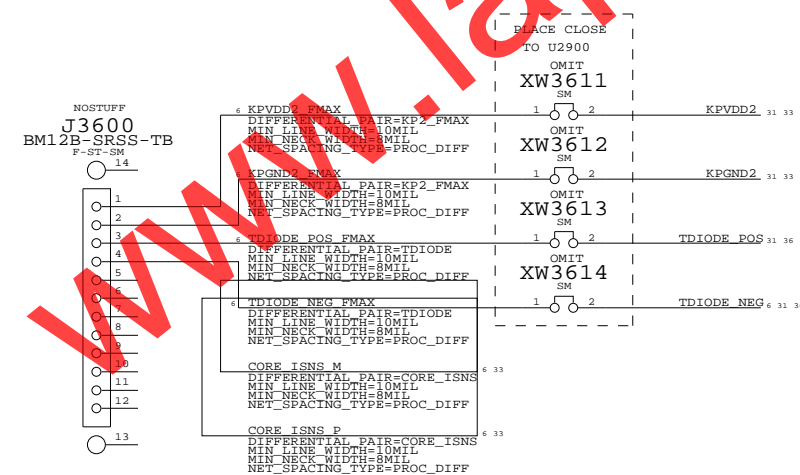 PLACE CLOSE
TO U2900
OMIT
XW3611
SM
NOSTUFF
J3600
BM12B-SRSS-TB
F-ST-SM
14
6 KPVDD2_FMAX
DIFFERENTIAL_PAIR=KP2_FMAX
MIN_LINE_WIDTH=10MIL
MIN_NECK_WIDTH=8MIL
NET_SPACING_TYPE=PROC_DIFF
1 2
KPVDD2 31 33
OMIT
XW3612
SM
6 KPGND2_FMAX
DIFFERENTIAL_PAIR=KP2_FMAX
MIN_LINE_WIDTH=10MIL
MIN_NECK_WIDTH=8MIL
NET_SPACING_TYPE=PROC_DIFF
1 2
KPGND2 31 33
OMIT
XW3613
SM
6 TDIODE_POS_FMAX
DIFFERENTIAL_PAIR=TDIODE
MIN_LINE_WIDTH=10MIL
MIN_NECK_WIDTH=8MIL
NET_SPACING_TYPE=PROC_DIFF
1 2
TDIODE_POS 31 36
OMIT
XW3614
SM
6 TDIODE_NEG_FMAX
DIFFERENTIAL_PAIR=TDIODE
MIN_LINE_WIDTH=10MIL
MIN_NECK_WIDTH=8MIL
NET_SPACING_TYPE=PROC_DIFF
1 2
TDIODE_NEG 6 31
1
2
3
4
5
6
7
8
9
10
11
12
13
CORE_ISNS_M 6 33
DIFFERENTIAL_PAIR=CORE_ISNS
MIN_LINE_WIDTH=10MIL
MIN_NECK_WIDTH=8MIL
NET_SPACING_TYPE=PROC_DIFF
CORE_ISNS_P 6 33
DIFFERENTIAL_PAIR=CORE_ISNS
MIN_LINE_WIDTH=10MIL
MIN_NECK_WIDTH=8MIL
NET_SPACING_TYPE=PROC_DIFF
www.la